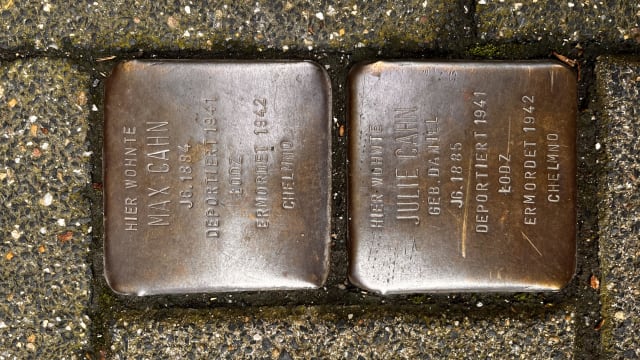 HIER WOHNTE
MAX CAHN
JG. 1884
DEPORTIERT 1941
ŁODZ
ERMORDET 1942
CHELMNO
HIER WOHNTE
JULIE CAHN
GEB. DANIEL
JG. 1885
DEPORTIERT 1941
ŁODZ
ERMORDET 1942
CHELMNO